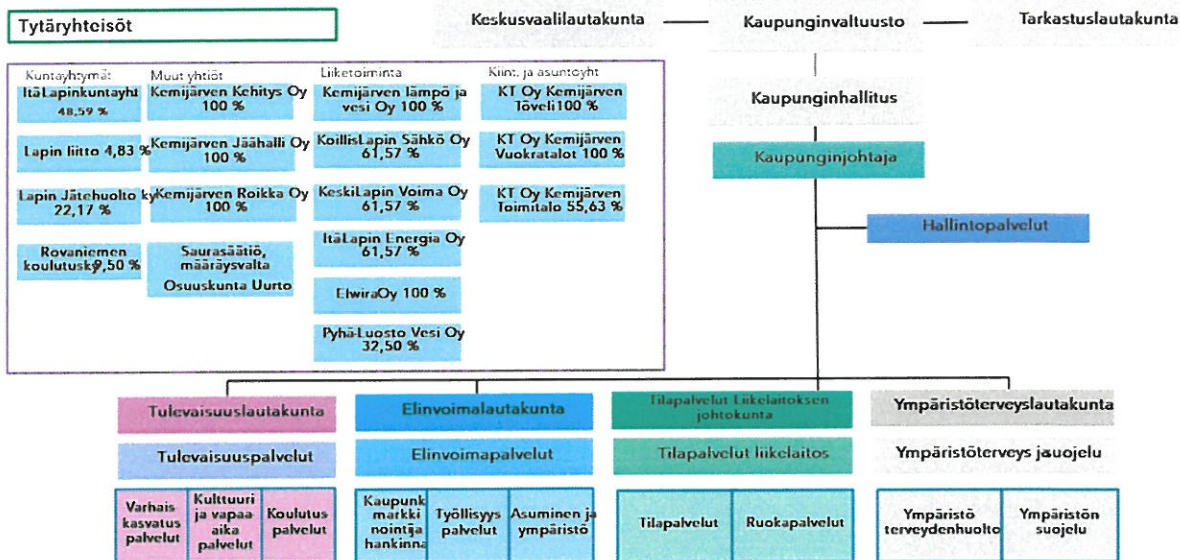 Tytäryhteisöt
Keskusvaalilautakunta
Kaupunginvaltuusto
Tarkastuslautakunta
Kaupunginhallitus
Kaupunginjohtaja
Hallintopalvelut
Kuntayhtymät
ItäLapinkuntayht
48,59 %
Lapin liitto 4,83 %
Lapin Jätehuolto ky
22,17 %
Rovaniemen
koulutusky9,50 %
Muut yhtiöt
Kemijärven Kehitys Oy
100 %
Kemijärven Jäähalli Oy
100 %
Kemijärven Roikka Oy
100 %
Saurasäätiö,
määräysvalta
Osuuskunta Uurto
Liiketoiminta
Kemijärven lämpö ja
vesi Oy 100 %
KoillisLapin Sähkö Oy
61,57 %
KeskiLapin Voima Oy
61,57 %
ItäLapin Energia Oy
61,57 %
ElwiraOy 100 %
Pyhä-Luosto Vesi Oy
32,50 %
Kiint. ja asuntoyht
KT Oy Kemijärven
Töveli100 %
KT Oy Kemijärven
Vuokratalot 100 %
KT Oy Kemijärven
Toimitalo 55,63 %
Tulevaisuuslautakunta
Tulevaisuuspalvelut
Varhais
kasvatus
palvelut
Kulttuuri
ja vapaa
aika
palvelut
Koulutus
palvelut
Elinvoimalautakunta
Elinvoimapalvelut
Kaupunk
markki
nointija
hankinna
Työllisyys
palvelut
Asuminen ja
ympäristö
Tilapalvelut Liikelaitoksen
johtokunta
Tilapalvelut liikelaitos
Tilapalvelut
Ruokapalvelut
Ympäristöterveyslautakunta
Ympäristöterveys jasuojelu
Ympäristö
terveydenhuolto
Ympäristön
suojelu